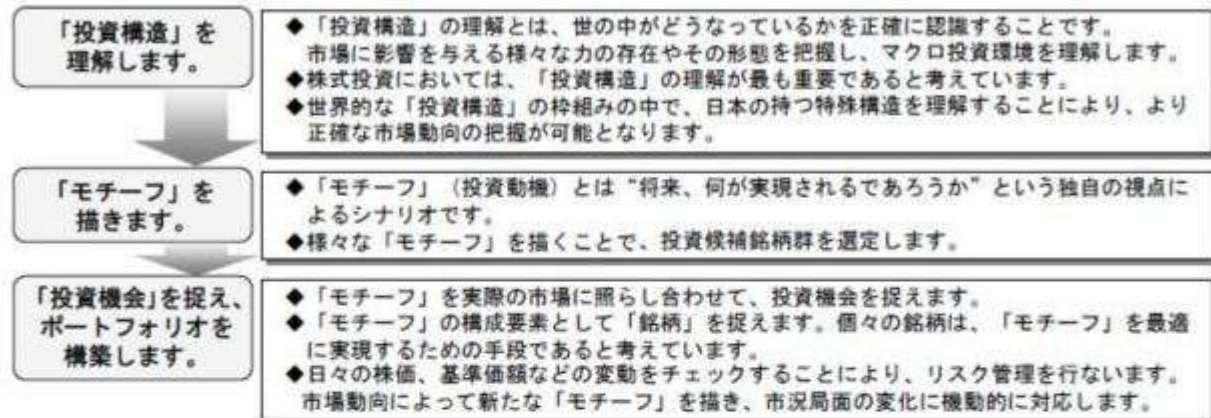 「投資構造」を
理解します。
◆「投資構造」の理解とは、世の中がどうなっているかを正確に認識することです。
市場に影響を与える様々な力の存在やその形態を把握し、マクロ投資環境を理解します。
◆株式投資においては、「投資構造」の理解が最も重要であると考えています。
◆世界的な「投資構造」の枠組みの中で、日本の持つ特殊構造を理解することにより、より
正確な市場動向の把握が可能となります。
「モチーフ」を
描きます。
◆「モチーフ」（投資動機）とは“将来、何が実現されるであろうか”という独自の視点に
よるシナリオです。
◆様々な「モチーフ」を描くことで、投資候補銘柄群を選定します。
「投資機会」を捉え、
ポートフォリオを
構築します。
◆「モチーフ」を実際の市場に照らし合わせて、投資機会を捉えます。
◆「モチーフ」の構成要素として「銘柄」を捉えます。個々の銘柄は、「モチーフ」を最適
に実現するための手段であると考えています。
◆日々の株価、基準価額などの変動をチェックすることにより、リスク管理を行ないます。
市場動向によって新たな「モチーフ」を描き、市況局面の変化に機動的に対応します。